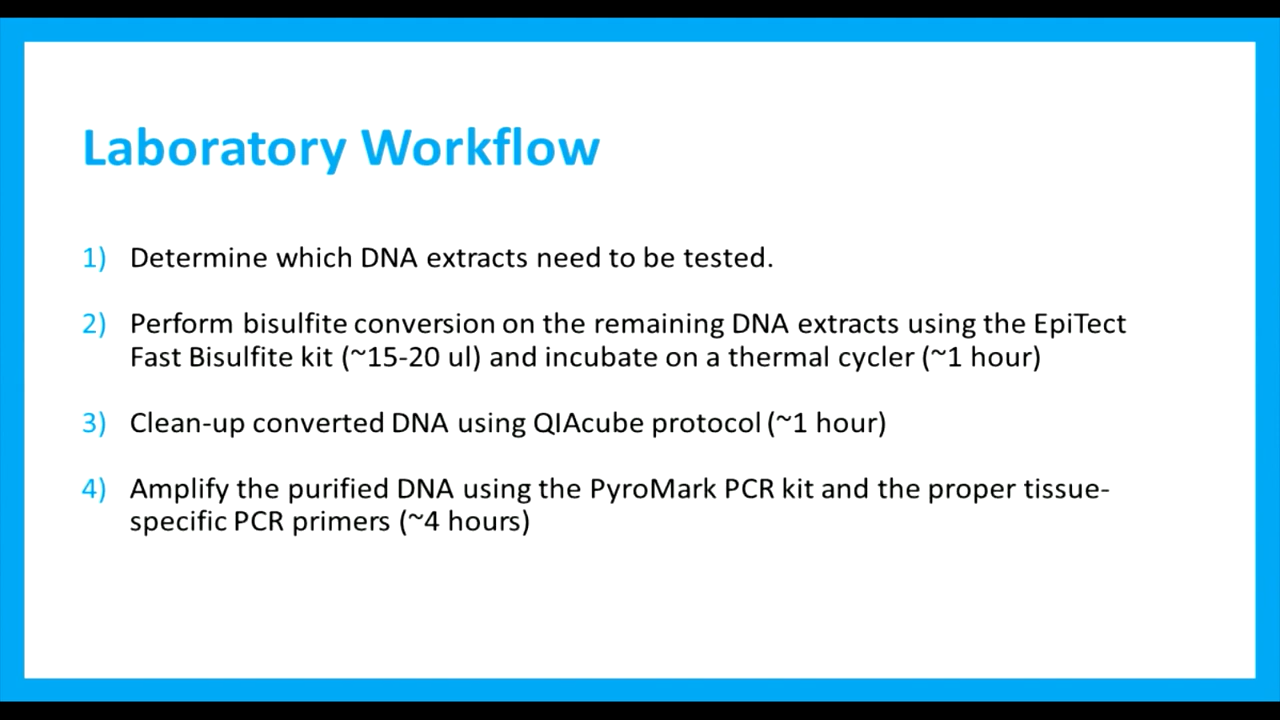 Laboratory Workflow
1) Determine which DNA extracts need to be tested.
2) Perform bisulfite conversion on the remaining DNA extracts using the EpiTect
Fast Bisulfite kit (~15-20 ul) and incubate on a thermal cycler (~1 hour)
3) Clean-up converted DNA using QIAcube protocol (~1 hour)
4) Amplify the purified DNA using the PyroMark PCR kit and the proper tissue-
specific PCR primers (~4 hours)